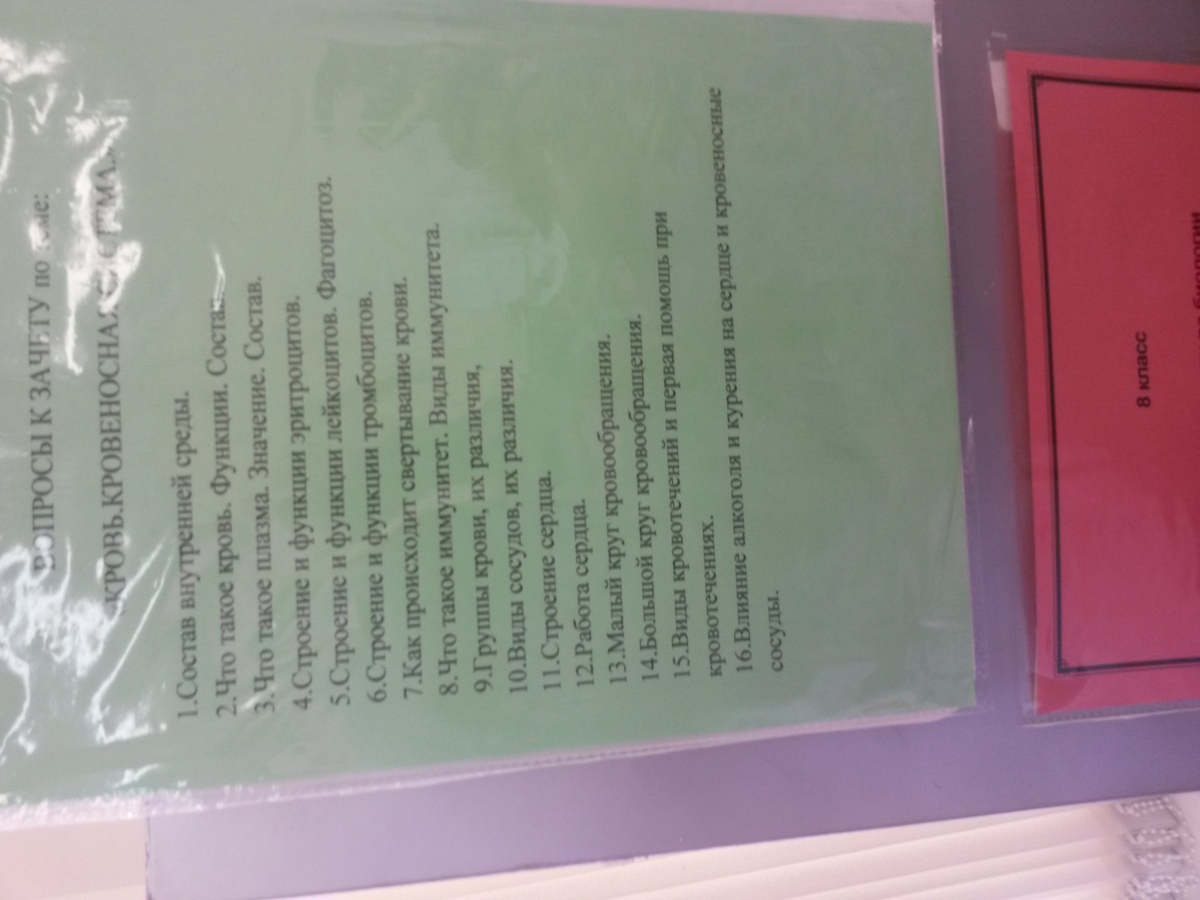 ВОПРОСЫ К ЗАЧЕТУ по
1.Состав внутренней среды.
2.Что такое кровь. Функции. Состав.
3.Что такое плазма. Значение. Состав.
4.Строение и функции эритроцитов.
5.Строение и функции лейкоцитов. Фагоцитоз.
6.Строение и функции тромбоцитов.
7.Как происходит свертывание крови.
8.Что такое иммунитет. Виды иммунитета.
9.Группы крови, их различия,
10.Виды сосудов, их различия.
11.Строение сердца.
12.Работа сердца.
13.Малый круг кровообращения.
14.Большой круг кровообращения.
15.Виды кровотечений и первая помощь при
кровотечениях.
16.Влияние алкоголя и курения на сердце и кровеносные
сосуды.
8 класс